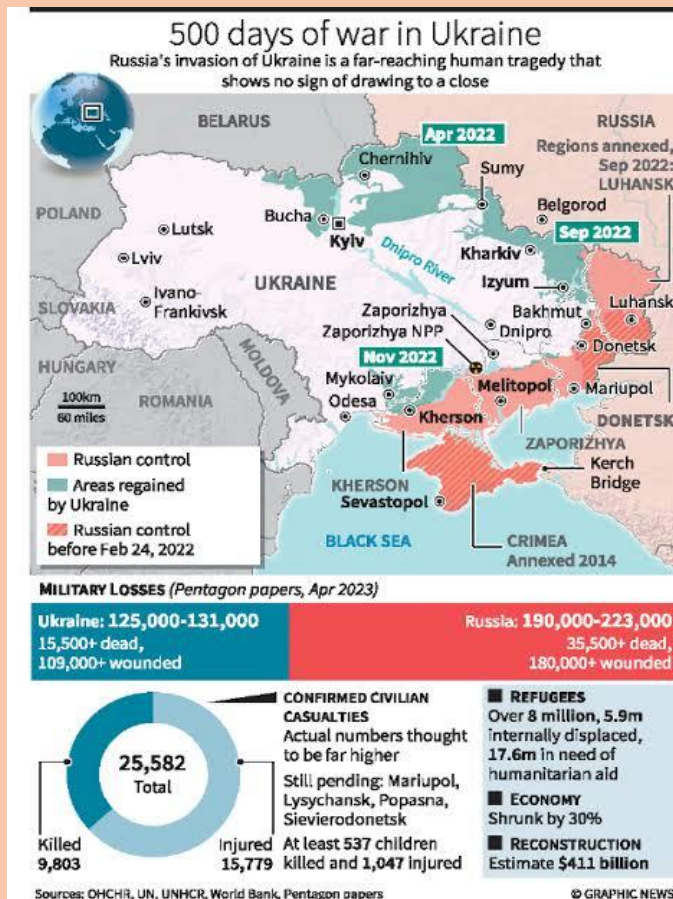 500 days of war in Ukraine
Russia's invasion of Ukraine is a far-reaching human tragedy that
shows no sign of drawing to a close
BELARUS
RUSSIA
Apr 2022
Chernihiv
Sumy
Regions annexed,
Sep 2022:
LUHANSK
POLAND
Bucha
Kyiv
Belgorod
Lutsk
Dnipro River
Kharkiv
Sep 2022
Lviv
UKRAINE
Izyum
Ivano-
Frankivsk
SLOVAKIA
Zaporizhya
Bakhmut
Luhansk
Zaporizhya NPP
Dnipro
Donetsk
HUNGARY
MOLDOVA
Nov 2022
Mykolaiv
Melitopol
Mariupol
100km
60 miles
ROMANIA
Odesa
Kherson
DONETSK
ZAPORIZHYA
Russian control
Areas regained
by Ukraine
Russian control
before Feb 24, 2022
KHERSON
Sevastopol
Kerch
Bridge
BLACK SEA
CRIMEA
Annexed 2014
MILITARY LOSSES (Pentagon papers, Apr 2023)
Ukraine: 125,000-131,000
15,500+ dead,
109,000+ wounded
Russia: 190,000-223,000
35,500+ dead,
180,000+ wounded
25,582
Total
Killed
9,803
Injured
15,779
CONFIRMED CIVILIAN
CASUALTIES
Actual numbers thought
to be far higher
Still pending: Mariupol,
Lysychansk, Popasna,
Sievierodonetsk
At least 537 children
killed and 1,047 injured
REFUGEES
Over 8 million, 5.9m
internally displaced,
17.6m in need of
humanitarian aid
ECONOMY
Shrunk by 30%
RECONSTRUCTION
Estimate $411 billion
Sources: OHCHR, UN, UNHCR, World Bank, Pentagon papers
© GRAPHIC NEWS